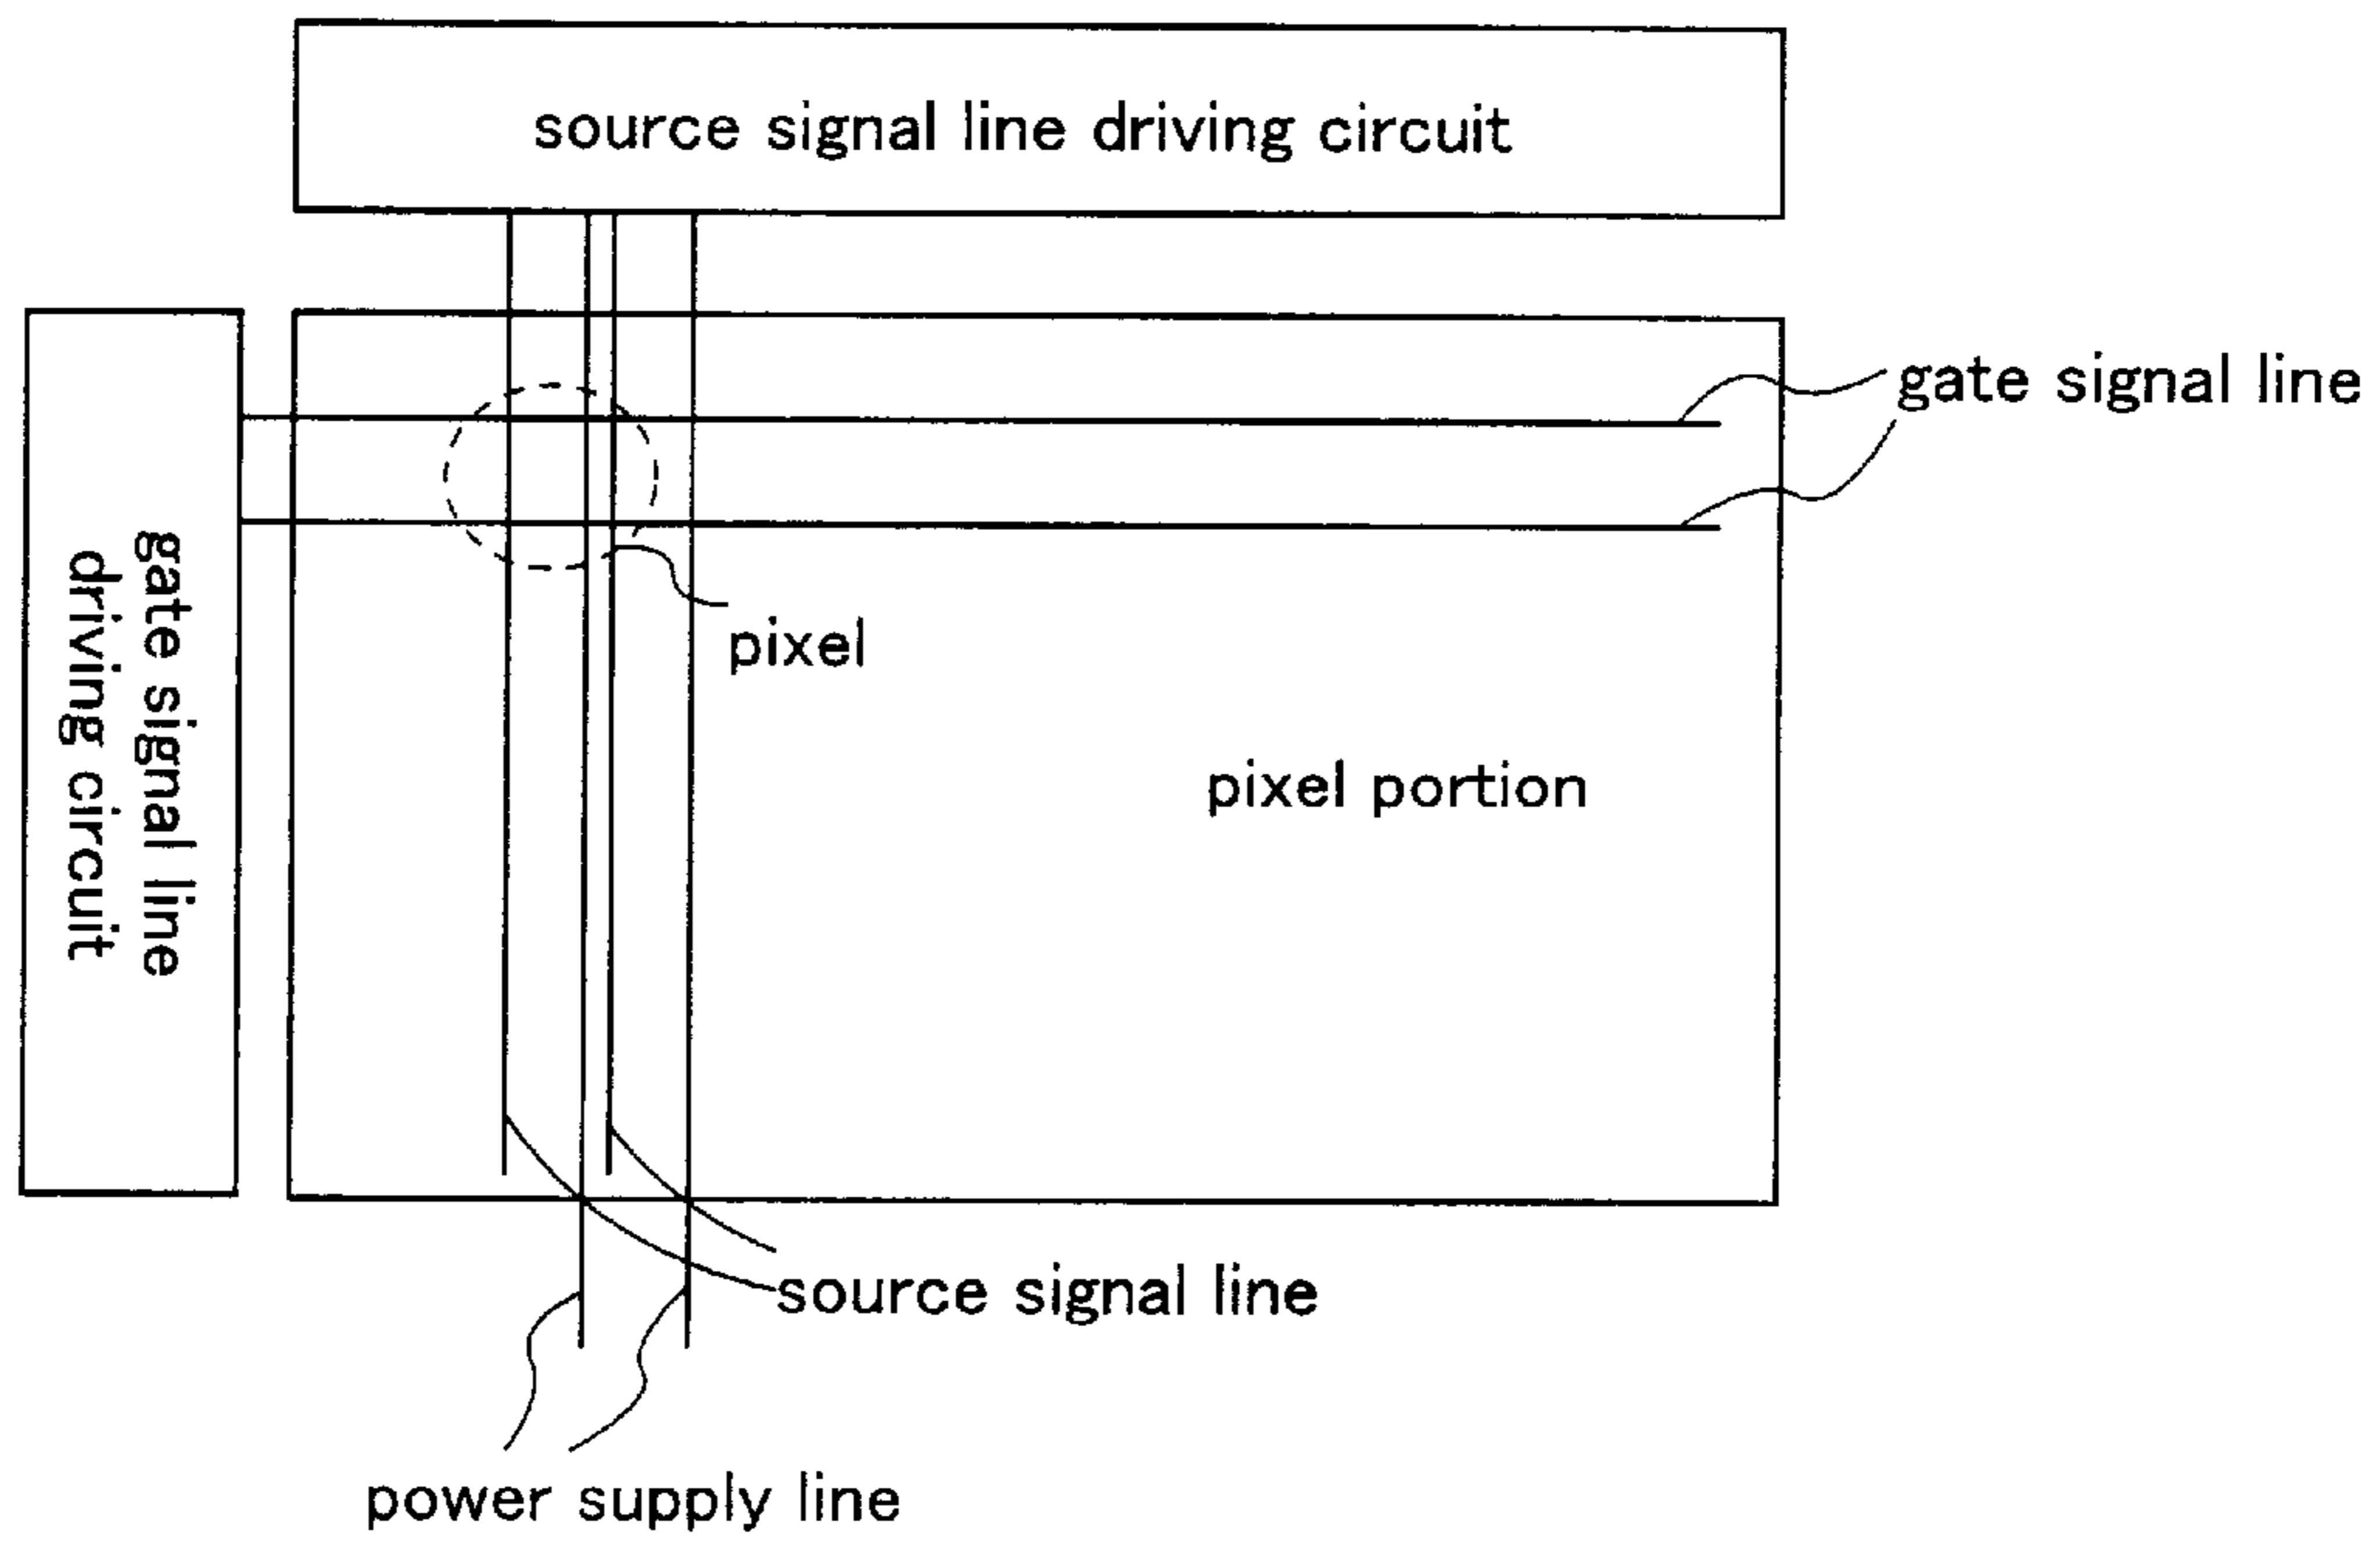 source signal line driving circuit
gate signal line
gate signal line
driving circuit
pixel
pixel portion
source signal line
power supply line